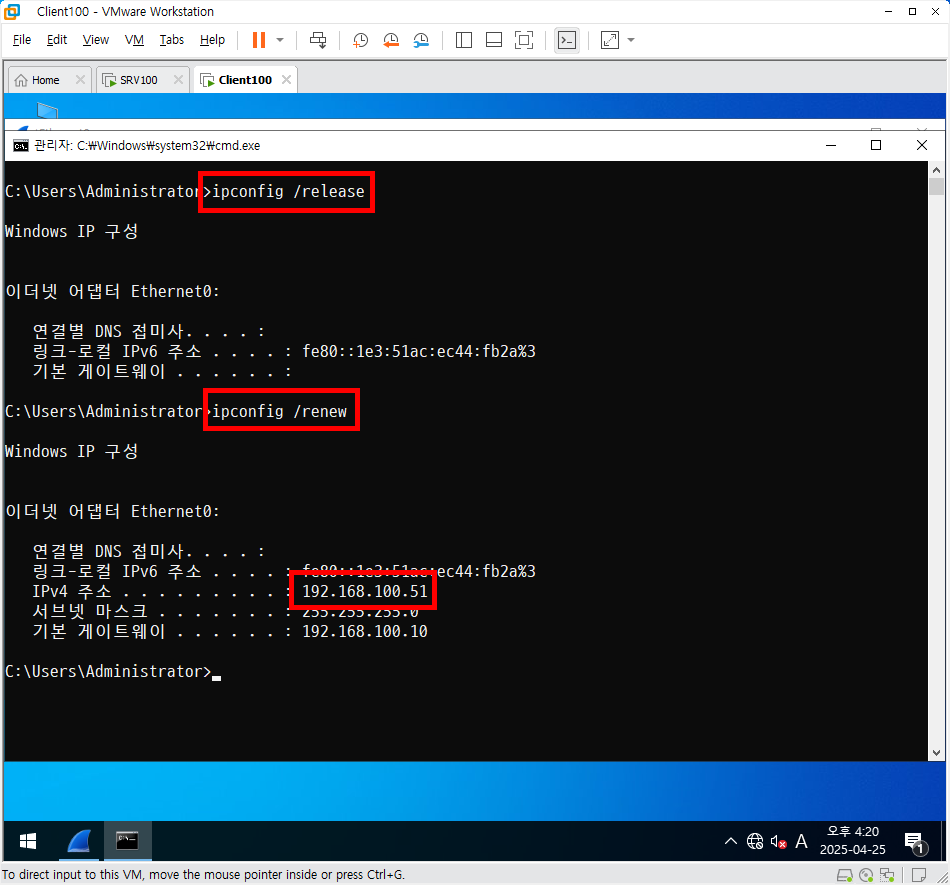 Client100 - VMware Workstation
File Edit View VM Tabs Help
Home SRV100 Client100
관리자: C:₩Windows₩system32₩cmd.exe
C:\Users\Administrator>ipconfig /release
Windows IP 구성
이더넷 어댑터 Ethernet0:
연결별 DNS 접미사. . . . :
링크-로컬 IPv6 주소 . . . . : fe80::1e3:51ac:ec44:fb2a%3
기본 게이트웨이 . . . . . . :
C:\Users\Administrator>ipconfig /renew
Windows IP 구성
이더넷 어댑터 Ethernet0:
연결별 DNS 접미사. . . . :
링크-로컬 IPv6 주소 . . . . : fe80::1e3:51ac:ec44:fb2a%3
IPv4 주소 . . . . . . . . . : 192.168.100.51
서브넷 마스크 . . . . . . . : 255.255.255.0
기본 게이트웨이 . . . . . . : 192.168.100.10
C:\Users\Administrator>
A
오후 4:20
2025-04-25
1
To direct input to this VM, move the mouse pointer inside or press Ctrl+G.